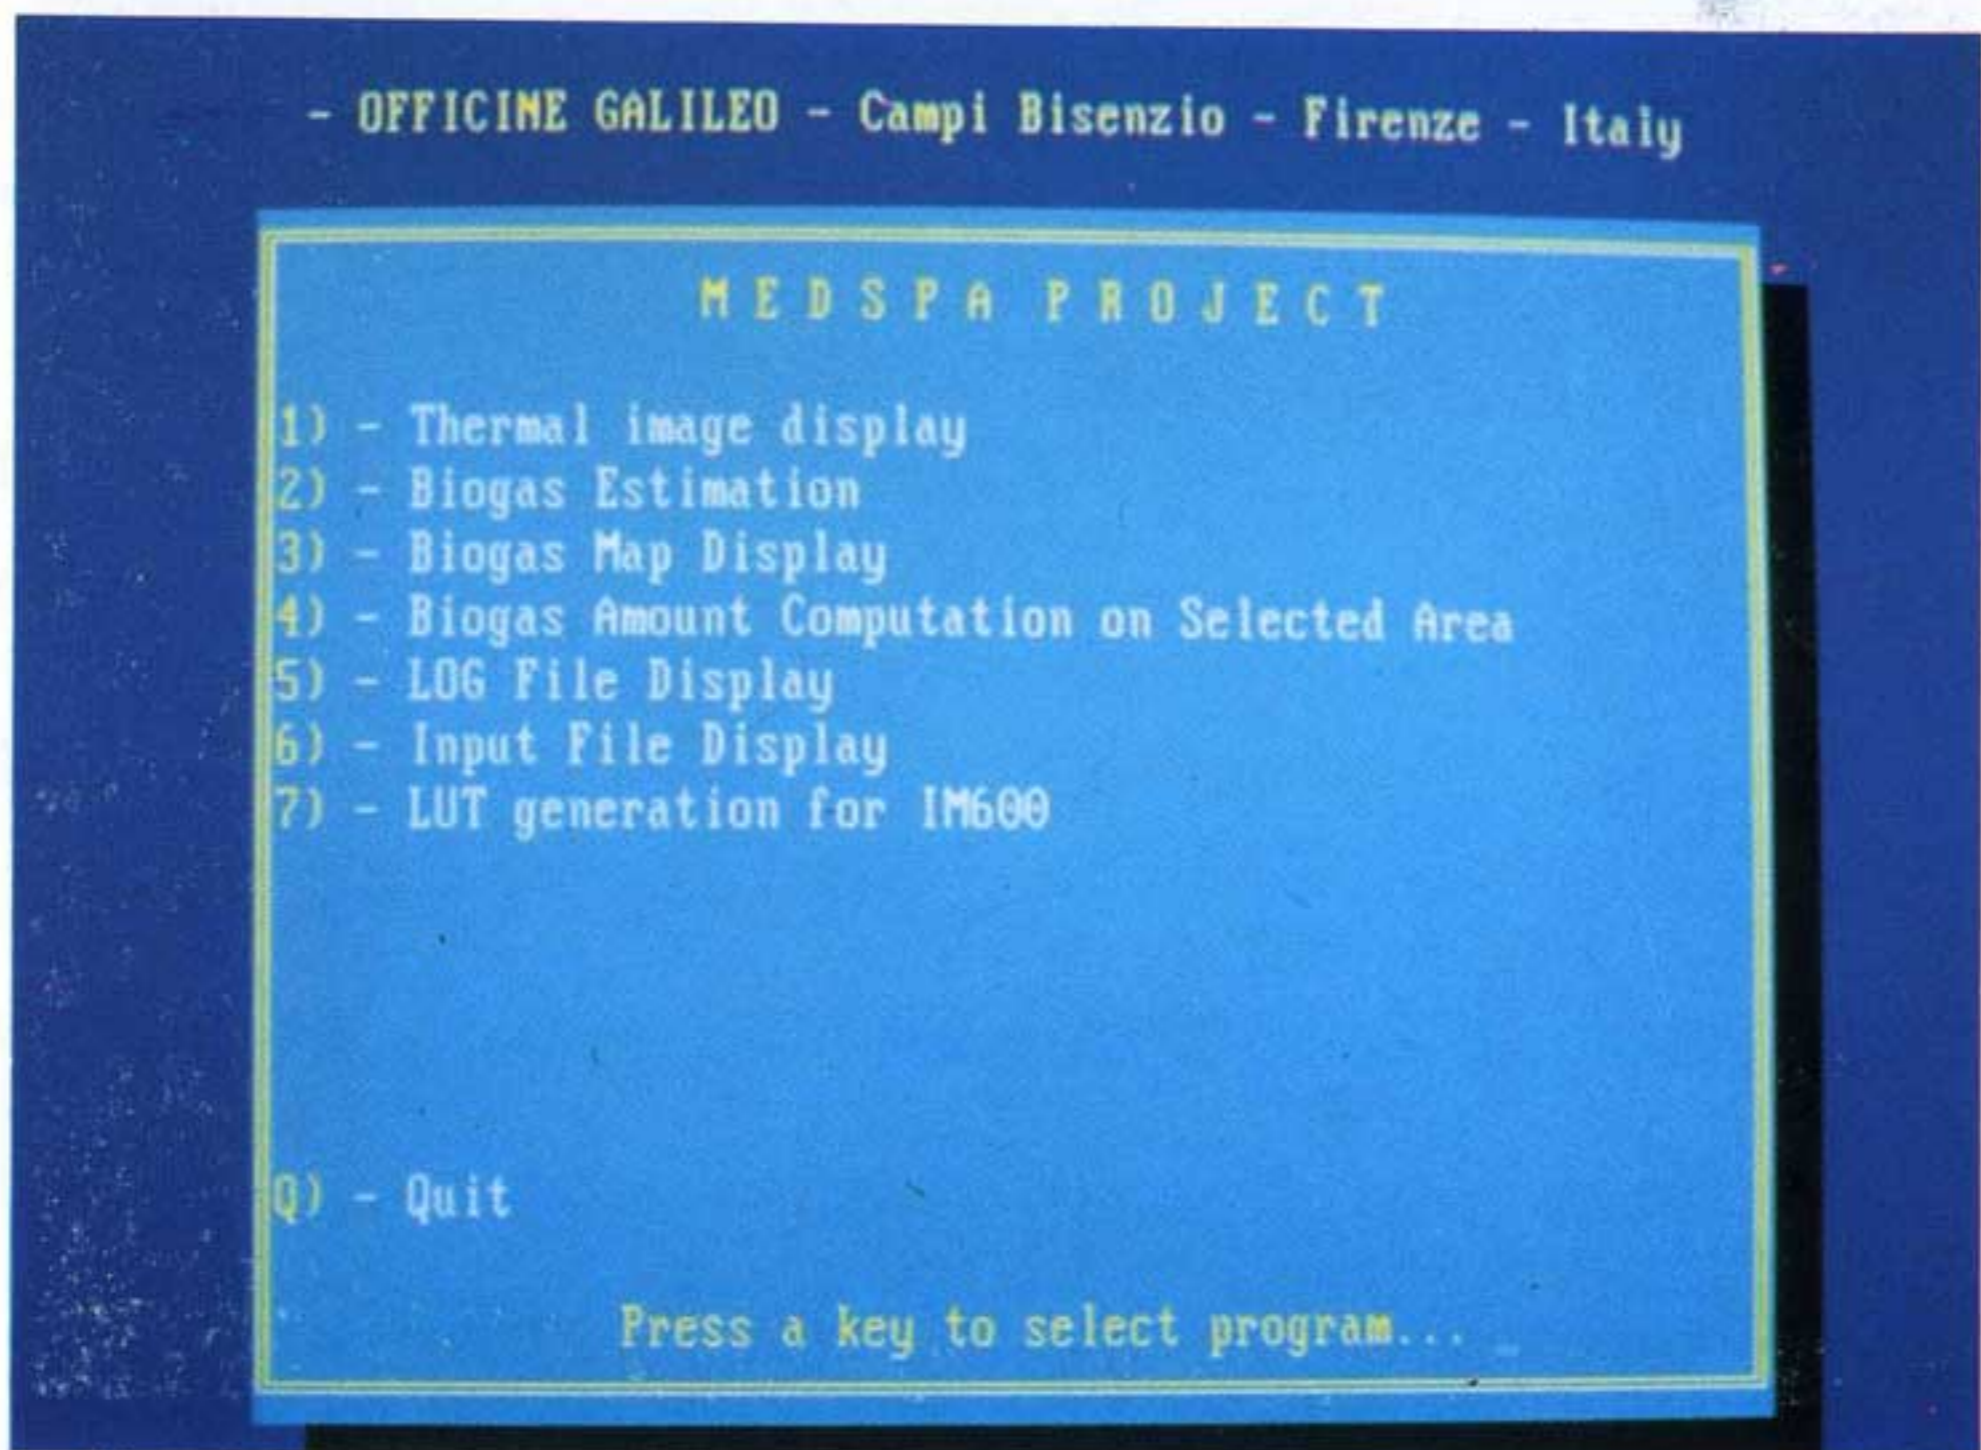 - OFFICINE GALILEO - Campi Bisenzio - Firenze - Italy
MEDSPA PROJECT
1) - Thermal image display
2) - Biogas Estimation
3) - Biogas Map Display
4) - Biogas Amount Computation on Selected Area
5) - LOG File Display
6) - Input File Display
7) - LUT generation for IM600
Q) - Quit
Press a key to select program...